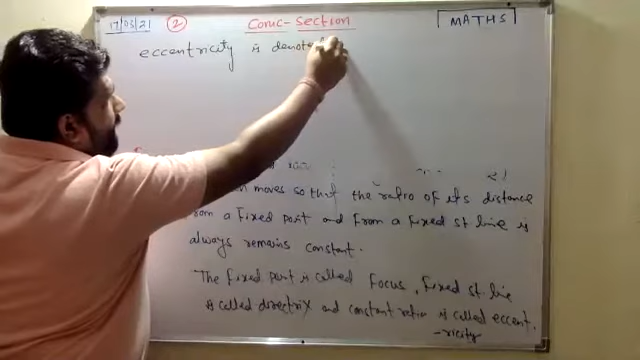 17/03/21 2 Conic-Section MATHS
eccentricity is denote
moves so that the ratio of its distance
from a Fixed point and From a fixed st line is
always remains constant.
The Fixed point is called Focus, Fixed st. line
is called directrix and constant ratio is called eccent.
-ricity